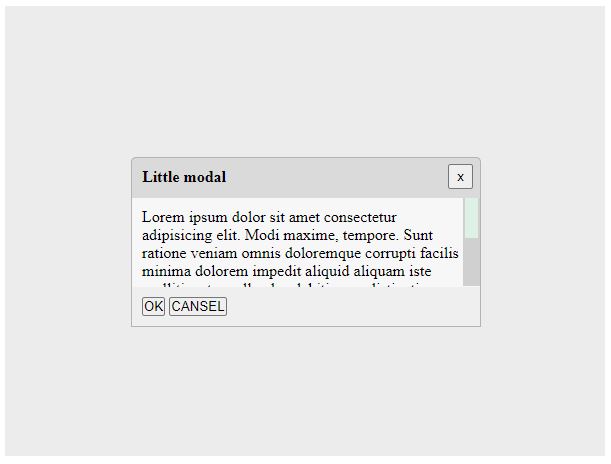 Little modal
x
Lorem ipsum dolor sit amet consectetur
adipisicing elit. Modi maxime, tempore. Sunt
ratione veniam omnis doloremque corrupti facilis
minima dolorem impedit aliquid aliquam iste
OK CANSEL